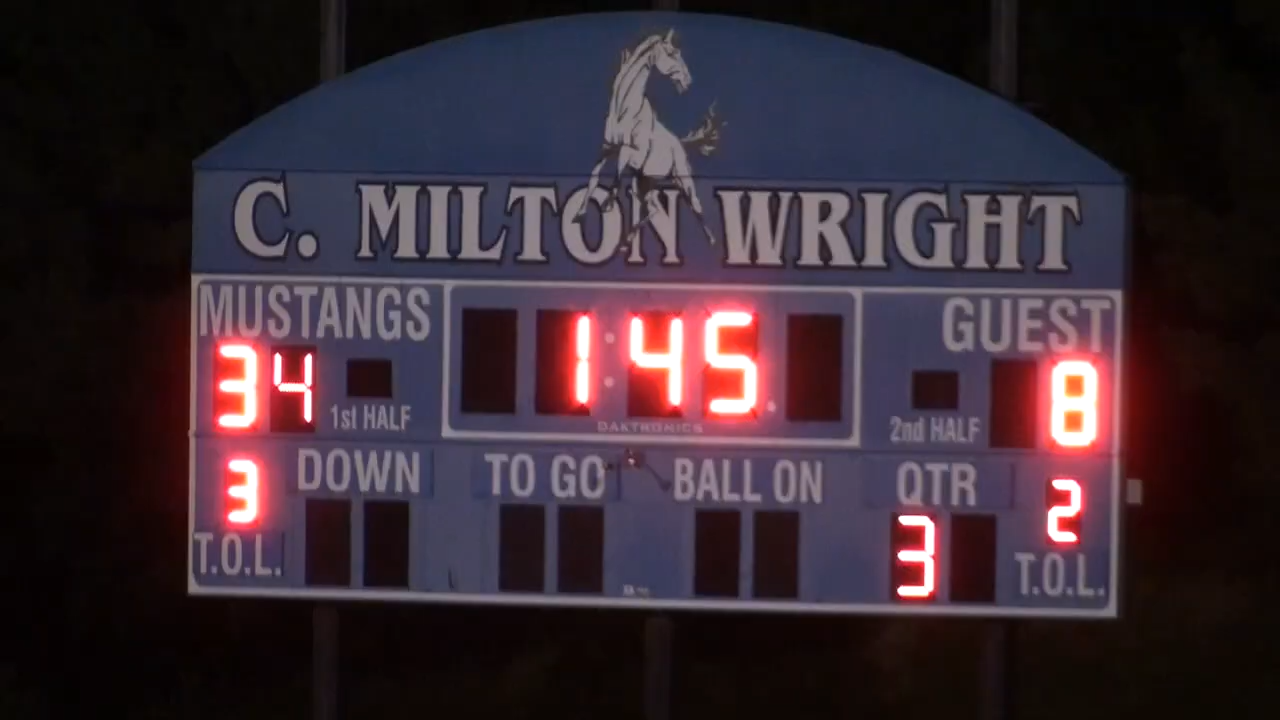 C. MILTON WRIGHT
MUSTANGS
GUEST
1:45
34
8
1st HALF
2nd HALF
DAKTRONICS
DOWN
TO GO
BALL ON
QTR
3
2
3
T.O.L.
T.O.L.